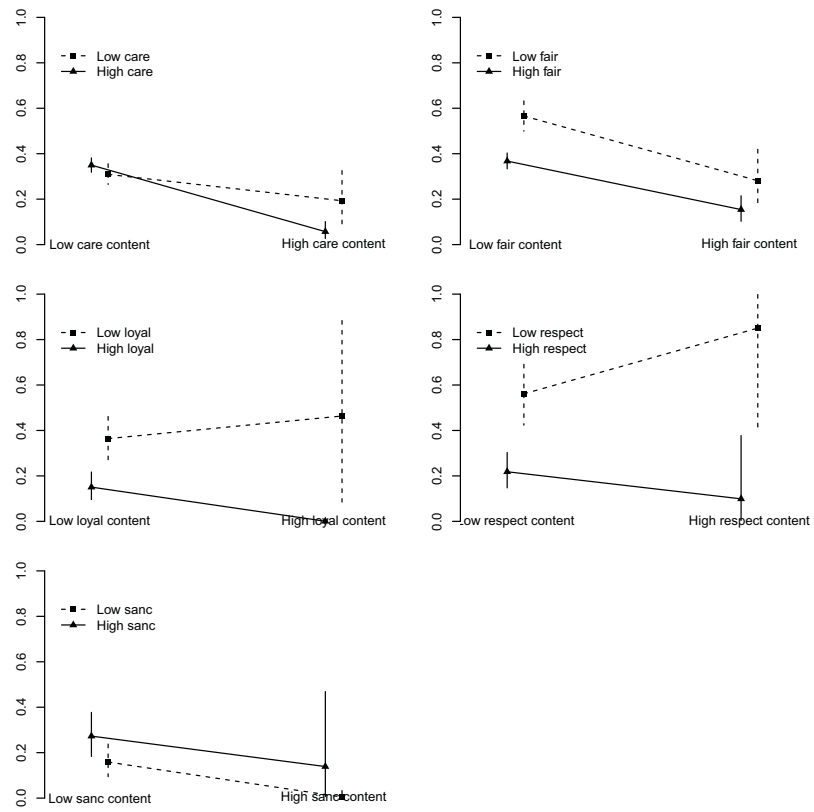 0.0 0.2 0.4 0.6 0.8 1.0
Low care
High care
Low care content
High care content
0.0 0.2 0.4 0.6 0.8 1.0
Low fair
High fair
Low fair content
High fair content
0.0 0.2 0.4 0.6 0.8 1.0
Low loyal
High loyal
Low loyal content
High loyal content
0.0 0.2 0.4 0.6 0.8 1.0
Low respect
High respect
Low respect content
High respect content
0.0 0.2 0.4 0.6 0.8 1.0
Low sanc
High sanc
Low sanc content
High sanc content